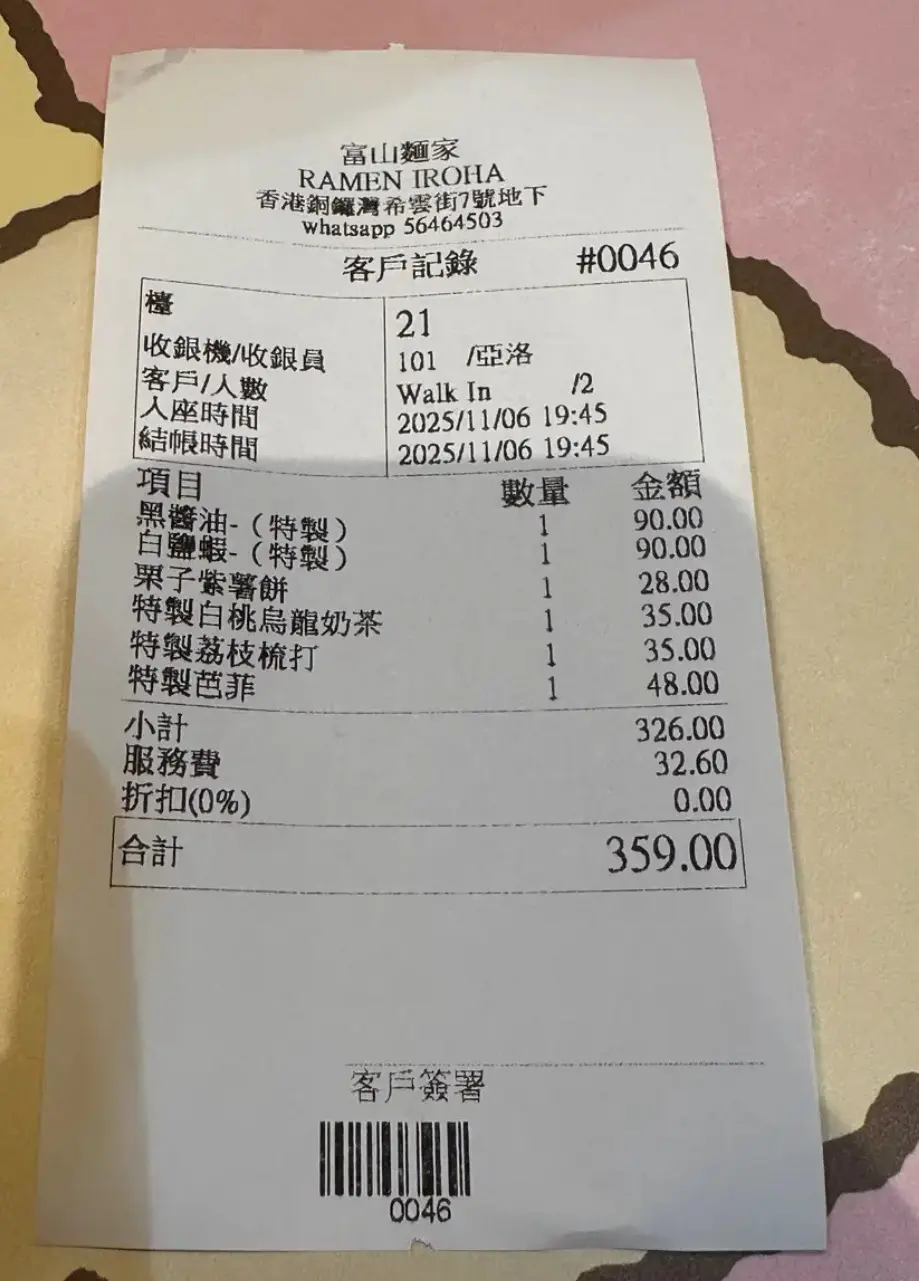 富山麵家
RAMEN IROHA
香港銅鑼灣希雲街7號地下
whatsapp 56464503
客戶記錄 #0046
檯 21
收銀機/收銀員 101 /亞洛
客戶/人數 Walk In /2
入座時間 2025/11/06 19:45
結帳時間 2025/11/06 19:45
項目 數量 金額
黑醬油-（特製） 1 90.00
白鹽蝦-（特製） 1 90.00
栗子紫薯餅 1 28.00
特製白桃烏龍奶茶 1 35.00
特製荔枝梳打 1 35.00
特製芭菲 1 48.00
小計 326.00
服務費 32.60
折扣(0%) 0.00
合計 359.00
客戶簽署
0046